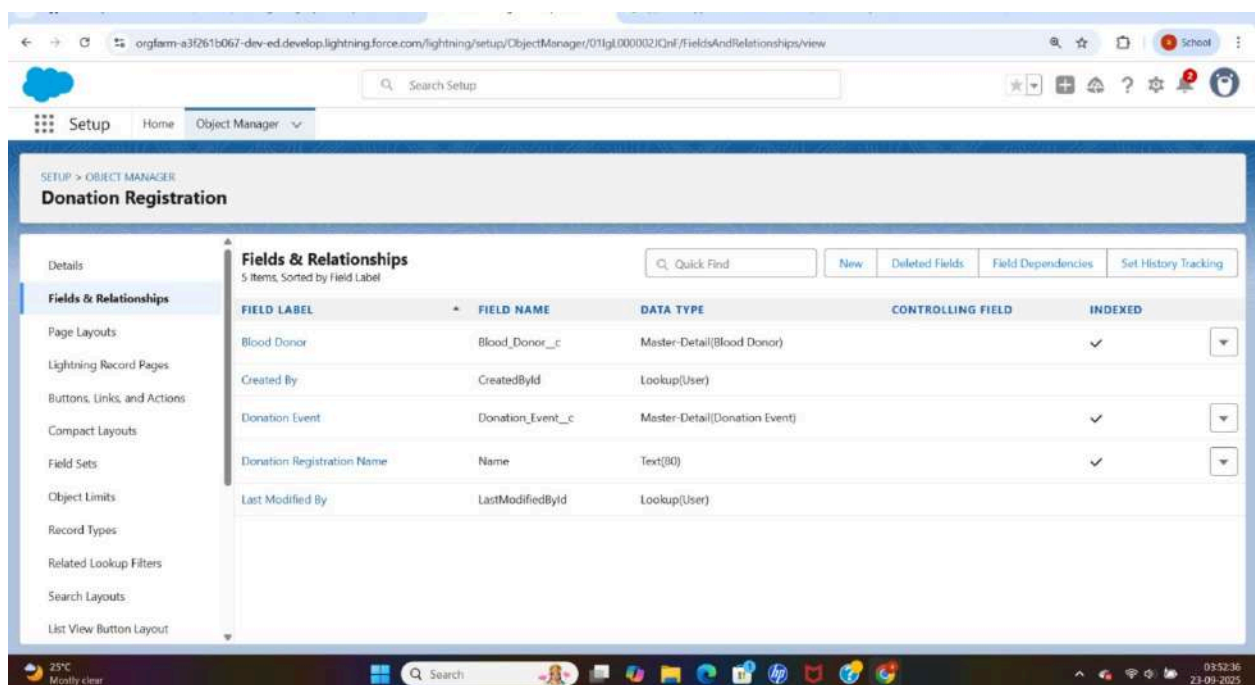 orgfarm-a3f261b067-dev-ed.develop.lightning.force.com/lightning/setup/ObjectManager/01IgL000002JQnF/FieldsAndRelationships/view
School
Search Setup
2
Setup Home Object Manager
SETUP > OBJECT MANAGER
Donation Registration
Details
Fields & Relationships
Page Layouts
Lightning Record Pages
Buttons, Links, and Actions
Compact Layouts
Field Sets
Object Limits
Record Types
Related Lookup Filters
Search Layouts
List View Button Layout
Fields & Relationships
5 Items, Sorted by Field Label
Quick Find New Deleted Fields Field Dependencies Set History Tracking
FIELD LABEL FIELD NAME DATA TYPE CONTROLLING FIELD INDEXED
Blood Donor Blood_Donor__c Master-Detail(Blood Donor)
Created By CreatedById Lookup(User)
Donation Event Donation_Event__c Master-Detail(Donation Event)
Donation Registration Name Name Text(80)
Last Modified By LastModifiedById Lookup(User)
25°C
Mostly clear
Search
03:52:36
23-09-2025